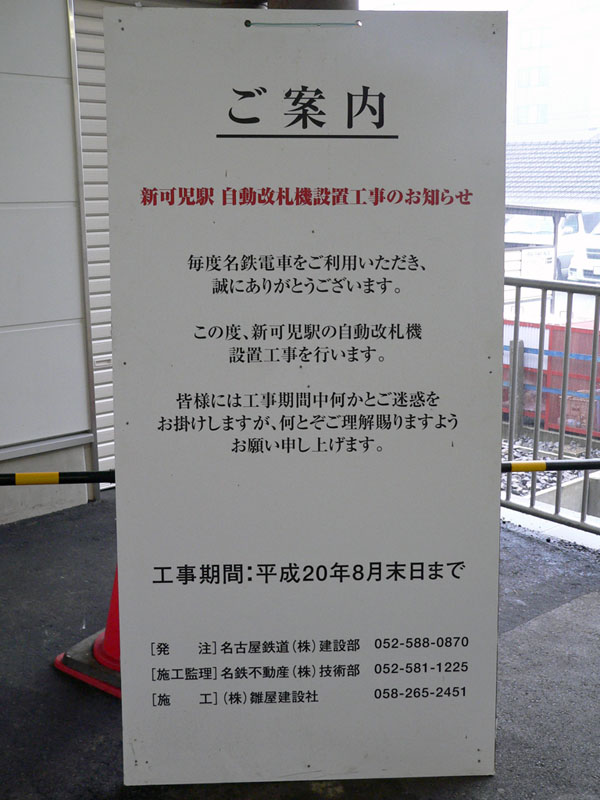 ご案内
新可児駅 自動改札機設置工事のお知らせ
毎度名鉄電車をご利用いただき、
誠にありがとうございます。
この度、新可児駅の自動改札機
設置工事を行います。
皆様には工事期間中何かとご迷惑を
お掛けしますが、何とぞご理解賜りますよう
お願い申し上げます。
工事期間：平成20年8月末日まで
［発　注］名古屋鉄道（株）建設部　052-588-0870
［施工監理］名鉄不動産（株）技術部　052-581-1225
［施　工］（株）雛屋建設社　058-265-2451